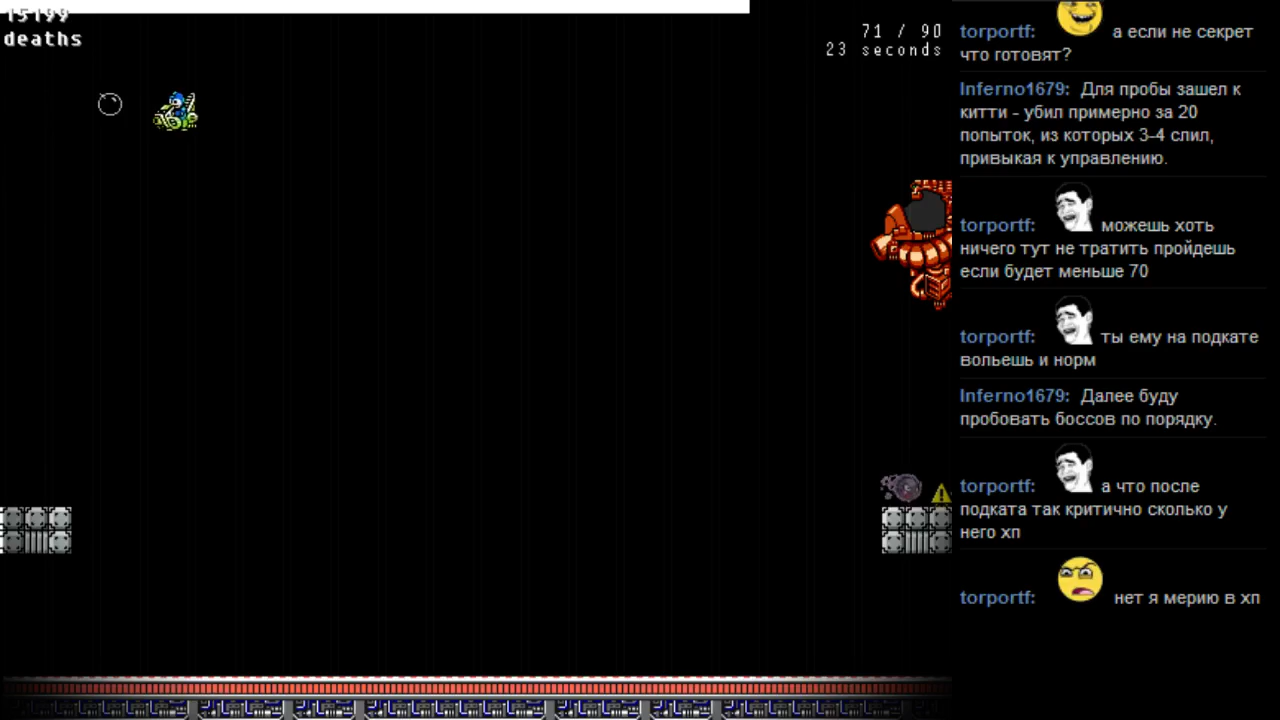 15199
deaths
71 / 90
23 seconds
torportf: а если не секрет
что готовят?
Inferno1679: Для пробы зашел к
китти - убил примерно за 20
попыток, из которых 3-4 слил,
привыкая к управлению.
torportf: можешь хоть
ничего тут не тратить пройдешь
если будет меньше 70
torportf: ты ему на подкате
вольешь и норм
Inferno1679: Далее буду
пробовать боссов по порядку.
torportf: а что после
подката так критично сколько у
него хп
torportf: нет я мерию в хп